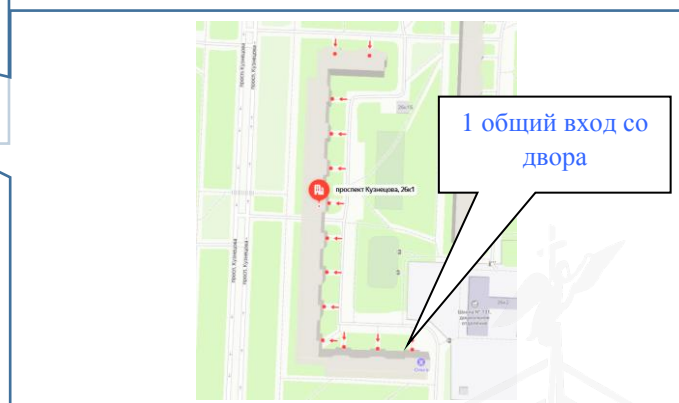 1 общий вход со
двора
проспект Кузнецова, 26к1
просп. Кузнецова
просп. Кузнецова
просп. Кузнецова
просп. Кузнецова